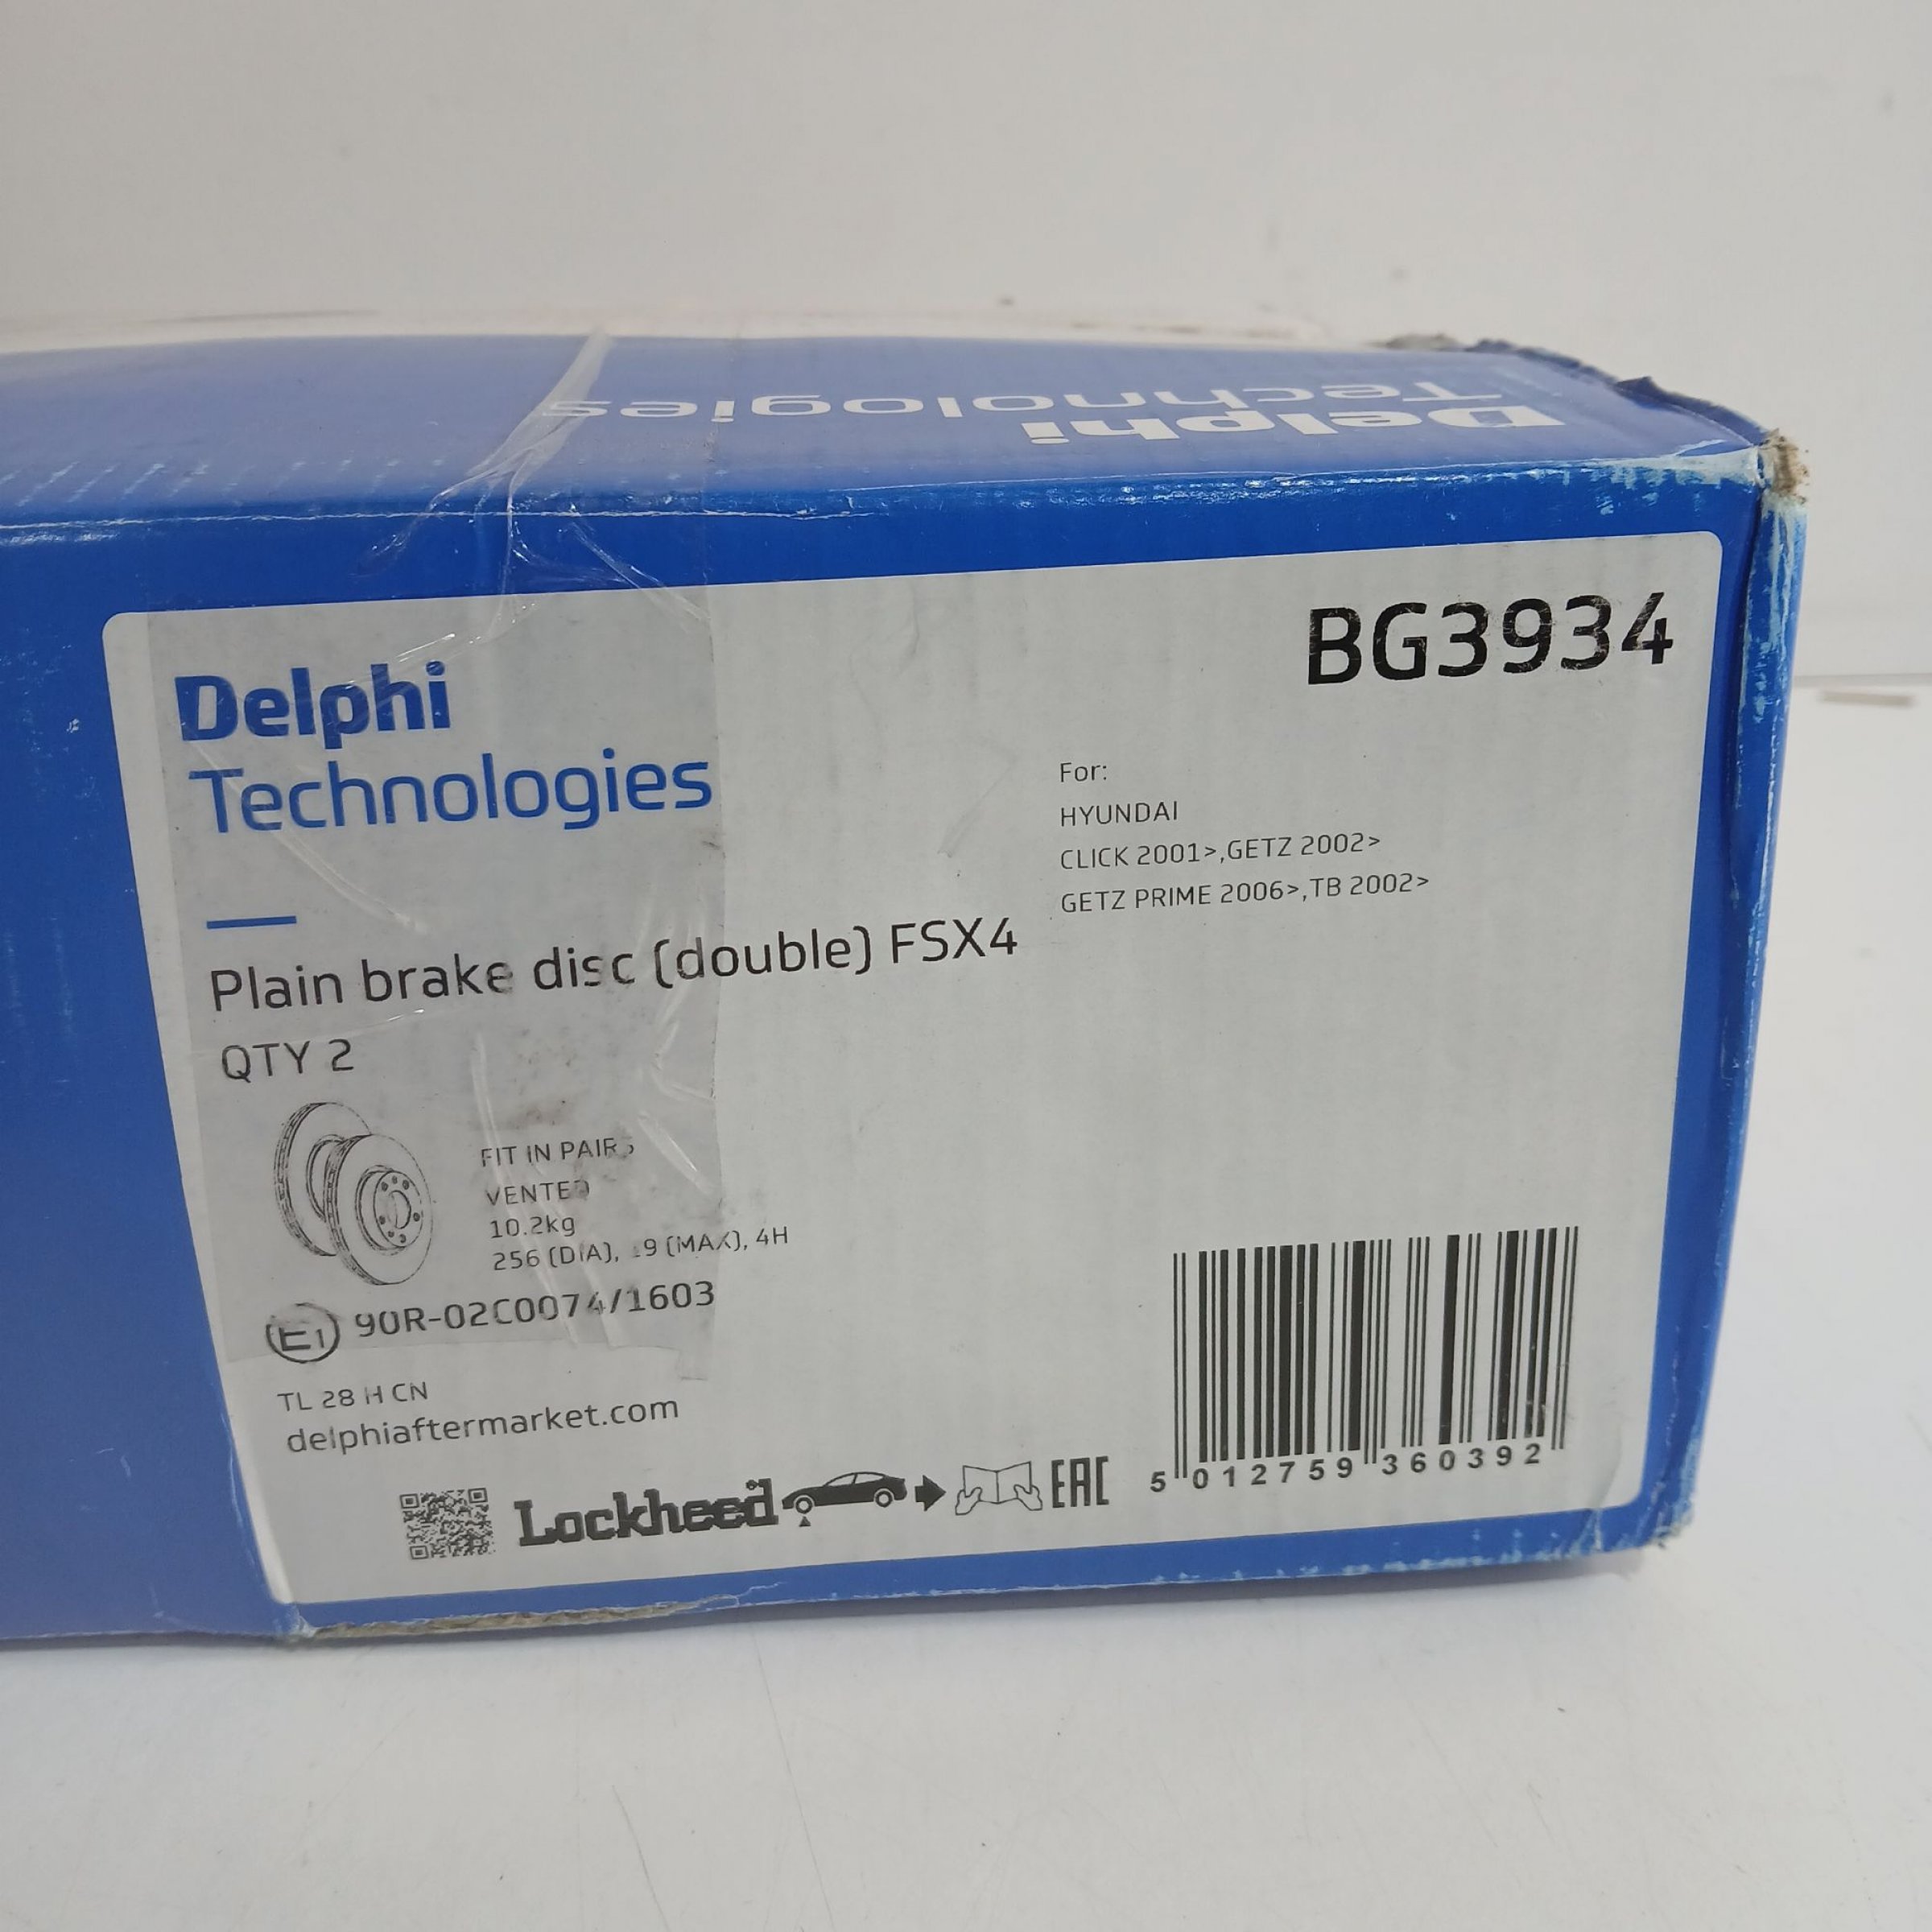 Delphi
Technologies
BG3934
Delphi
Technologies
For:
HYUNDAI
CLICK 2001>,GETZ 2002>
GETZ PRIME 2006>,TB 2002>
Plain brake disc (double) FSX4
QTY 2
FIT IN PAIRS
VENTED
10.2kg
256 (DIA), 19 (MAX), 4H
E1 90R-02C0074/1603
TL 28 H CN
delphiaftermarket.com
Lockheed
EAC
5 012759 360392